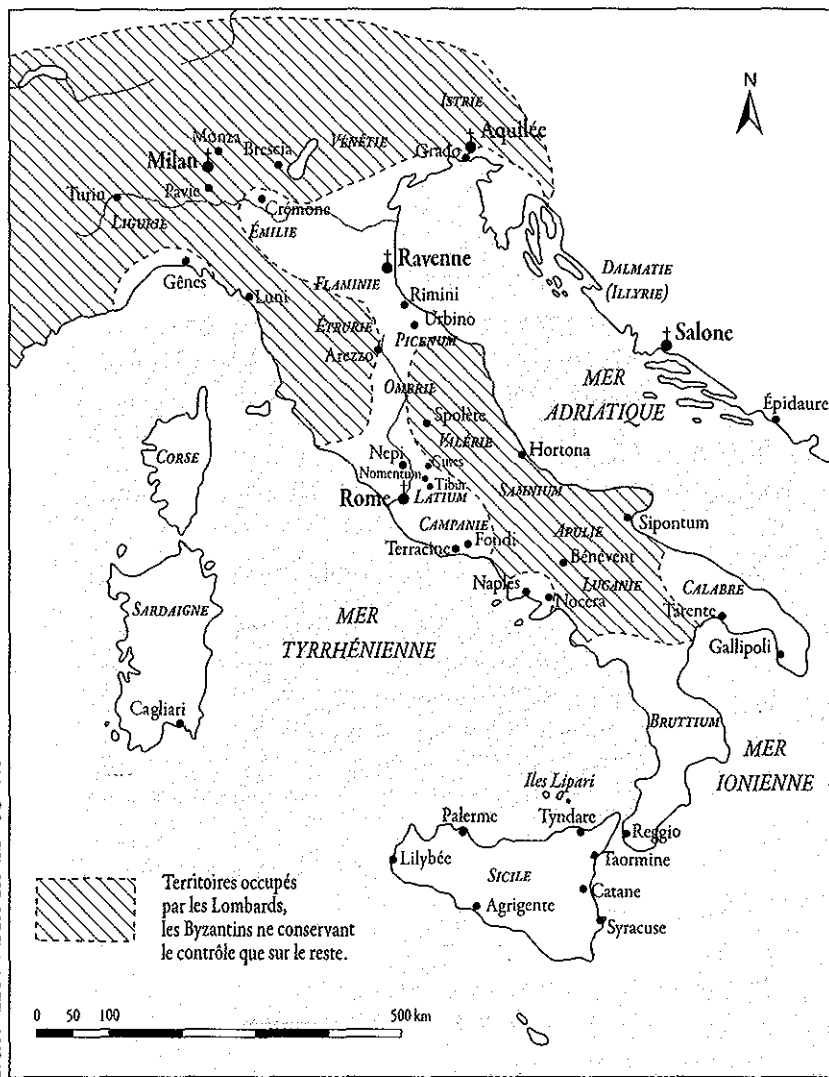 N
ISTRIE
Aquilée
Grado
VÉNÉTIE
Monza
Brescia
Milan
Pavie
Turin
Crémone
LIGURIE
ÉMILIE
Ravenne
Gênes
FLAMINIE
Luni
Rimini
Urbino
DALMATIE
(ILLYRIE)
ÉTRURIE
PICENUM
Arezzo
Salone
MER
ADRIATIQUE
OMBRIE
Épidaure
Spolète
VALÉRIE
CORSE
Hortona
Nepi
Cures
Nomentum
Tibur
Rome
LATIUM
SAMNIUM
Sipontum
CAMPANIE
APULIE
Fondi
Terracine
Bénévent
Naples
LUCANIE
Nocera
CALABRE
Tarente
SARDAIGNE
MER
TYRRHÉNIENNE
Gallipoli
Cagliari
BRUTTIUM
MER
IONIENNE
Iles Lipari
Palerme
Tyndare
Reggio
Lilybée
Taormine
SICILE
Catane
Agrigente
Syracuse
Territoires occupés
par les Lombards,
les Byzantins ne conservant
le contrôle que sur le reste.
0 50 100 500 km